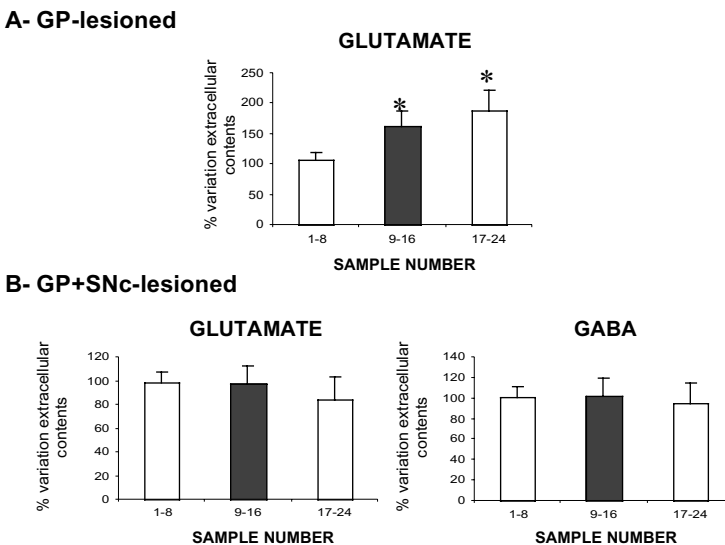 A- GP-lesioned
GLUTAMATE
% variation extracellular
contents
250
200
150
100
50
0
*
*
1-8 9-16 17-24
SAMPLE NUMBER
B- GP+SNc-lesioned
GLUTAMATE
% variation extracellular
contents
120
100
80
60
40
20
0
1-8 9-16 17-24
SAMPLE NUMBER
GABA
% variation extracellular
contents
140
120
100
80
60
40
20
0
1-8 9-16 17-24
SAMPLE NUMBER